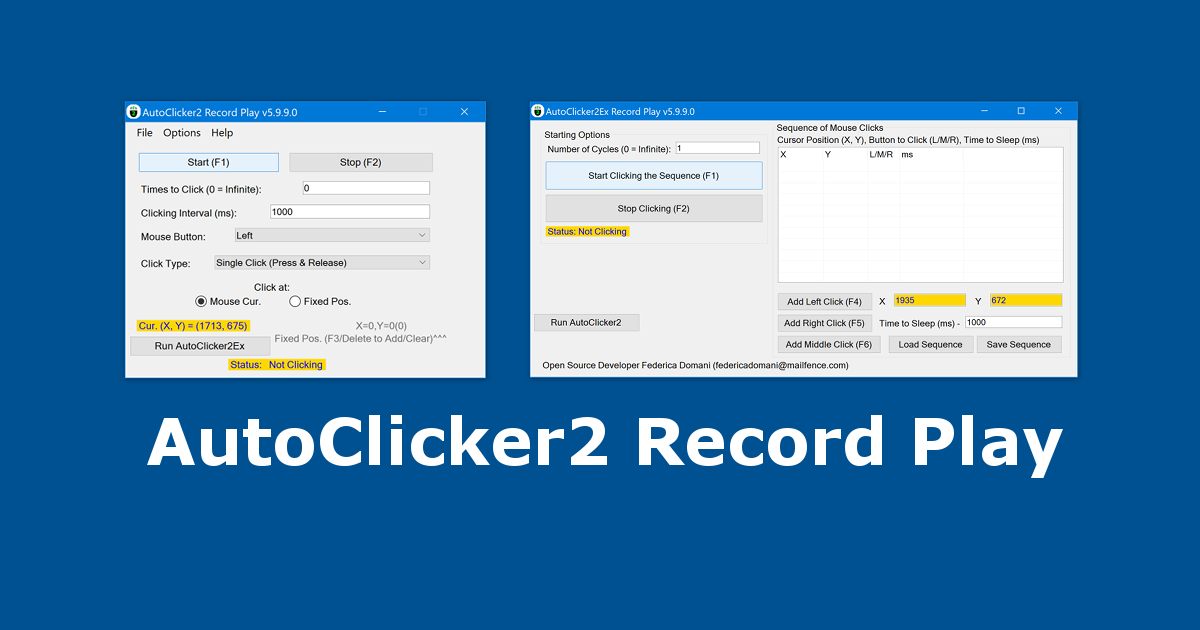 AutoClicker2 Record Play v5.9.9.0
File Options Help
Start (F1) Stop (F2)
Times to Click (0 = Infinite): 0
Clicking Interval (ms): 1000
Mouse Button: Left
Click Type: Single Click (Press & Release)
Click at:
Mouse Cur. Fixed Pos.
Cur. (X, Y) = (1713, 675) X=0,Y=0(0)
Fixed Pos. (F3/Delete to Add/Clear)^^^
Run AutoClicker2Ex
Status: Not Clicking
AutoClicker2Ex Record Play v5.9.9.0
Starting Options
Number of Cycles (0 = Infinite): 1
Start Clicking the Sequence (F1)
Stop Clicking (F2)
Status: Not Clicking
Run AutoClicker2
Sequence of Mouse Clicks
Cursor Position (X, Y), Button to Click (L/M/R), Time to Sleep (ms)
X Y L/M/R ms
Add Left Click (F4) X 1935 Y 672
Add Right Click (F5) Time to Sleep (ms) - 1000
Add Middle Click (F6) Load Sequence Save Sequence
Open Source Developer Federica Domani (federicadomani@mailfence.com)
AutoClicker2 Record Play